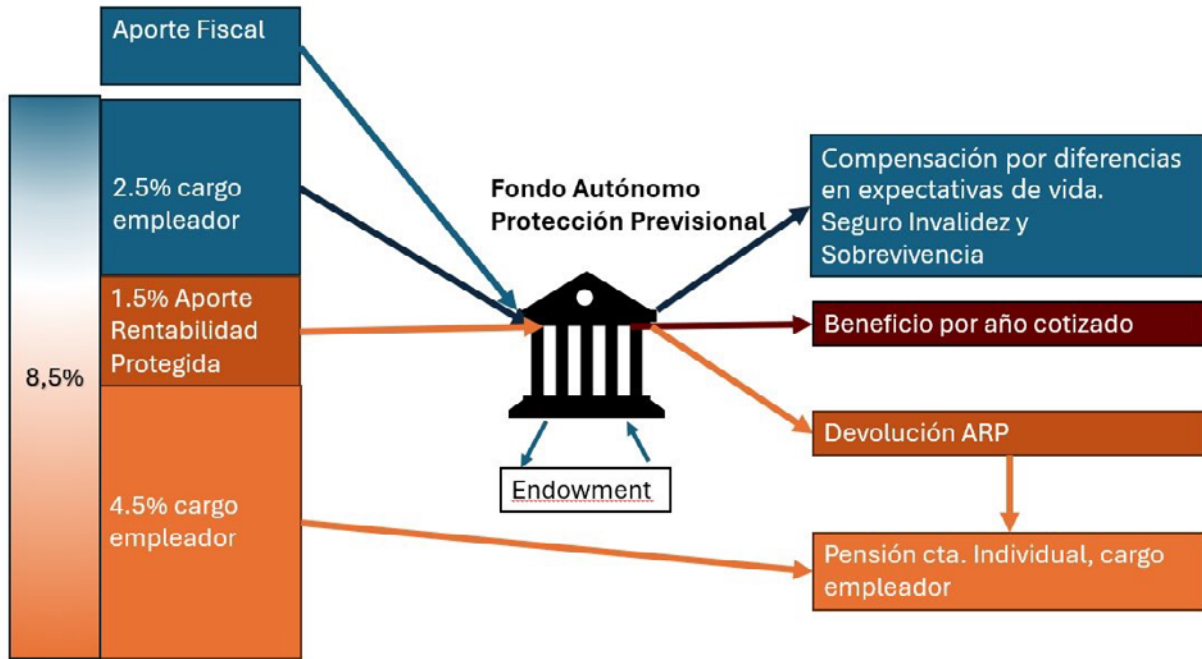 Aporte Fiscal
8,5%
2.5% cargo
empleador
1.5% Aporte
Rentabilidad
Protegida
4.5% cargo
empleador
Fondo Autónomo
Protección Previsional
Endowment
Compensación por diferencias
en expectativas de vida.
Seguro Invalidez y
Sobrevivencia
Beneficio por año cotizado
Devolución ARP
Pensión cta. Individual, cargo
empleador